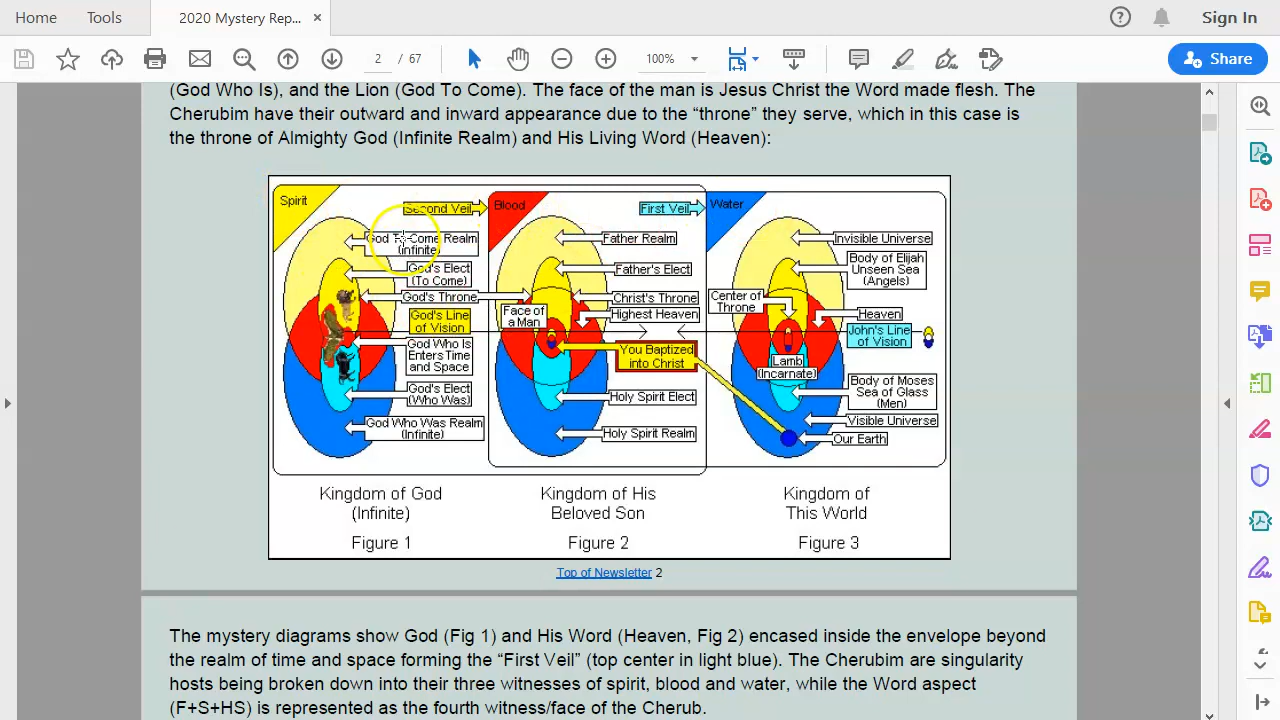 Home
Tools
2020 Mystery Rep...
Sign In
2 / 67
100%
Share
(God Who Is), and the Lion (God To Come). The face of the man is Jesus Christ the Word made flesh. The
Cherubim have their outward and inward appearance due to the “throne” they serve, which in this case is
the throne of Almighty God (Infinite Realm) and His Living Word (Heaven):
Spirit
Second Veil
God To Come Realm
(Infinite)
God's Elect
(To Come)
God's Throne
God's Line
of Vision
God Who Is
Enters Time
and Space
God's Elect
(Who Was)
God Who Was Realm
(Infinite)
Kingdom of God
(Infinite)
Figure 1
Blood
First Veil
Father Realm
Father's Elect
Christ's Throne
Face of
a Man
Highest Heaven
You Baptized
into Christ
Holy Spirit Elect
Holy Spirit Realm
Kingdom of His
Beloved Son
Figure 2
Water
Invisible Universe
Body of Elijah
Unseen Sea
(Angels)
Center of
Throne
Heaven
John's Line
of Vision
Lamb
(Incarnate)
Body of Moses
Sea of Glass
(Men)
Visible Universe
Our Earth
Kingdom of
This World
Figure 3
Top of Newsletter 2
The mystery diagrams show God (Fig 1) and His Word (Heaven, Fig 2) encased inside the envelope beyond
the realm of time and space forming the “First Veil” (top center in light blue). The Cherubim are singularity
hosts being broken down into their three witnesses of spirit, blood and water, while the Word aspect
(F+S+HS) is represented as the fourth witness/face of the Cherub.